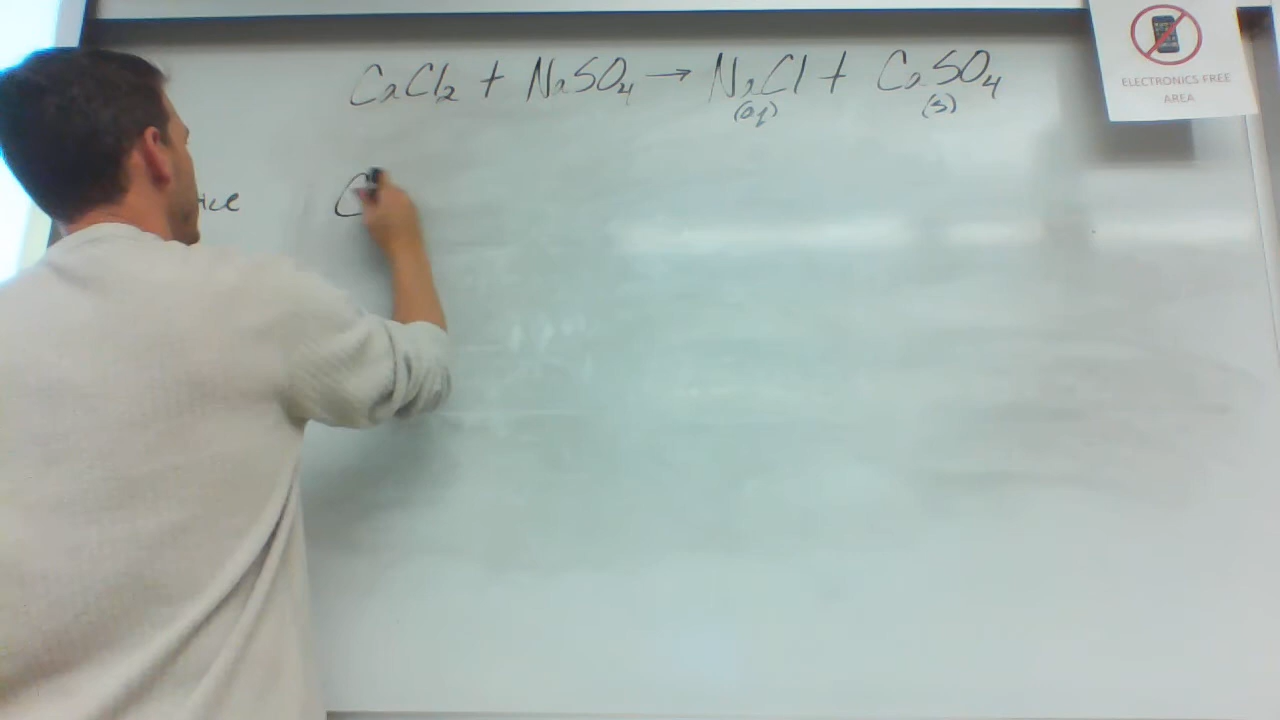 CaCl₂ + NaSO₄ → NaCl + CaSO₄
(aq) (s)
C
ELECTRONICS FREE
AREA